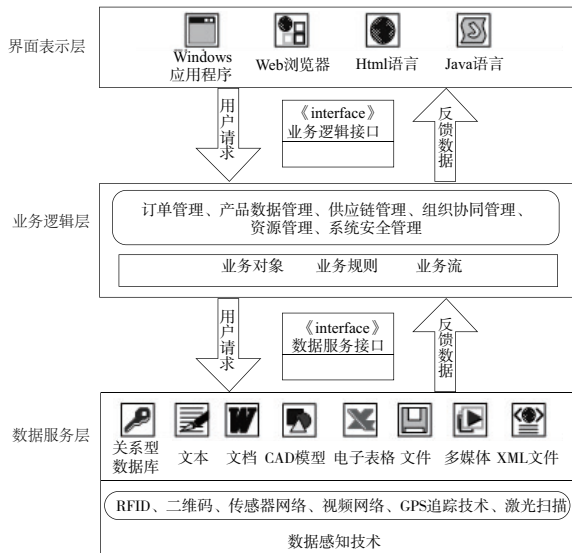 界面表示层
Windows
应用程序
Web浏览器
Html语言
Java语言
用户请求
《interface》
业务逻辑接口
反馈数据
业务逻辑层
订单管理、产品数据管理、供应链管理、组织协同管理、
资源管理、系统安全管理
业务对象 业务规则 业务流
用户请求
《interface》
数据服务接口
反馈数据
数据服务层
关系型
数据库
文本
文档
CAD模型
电子表格
文件
多媒体
XML文件
RFID、二维码、传感器网络、视频网络、GPS追踪技术、激光扫描
数据感知技术